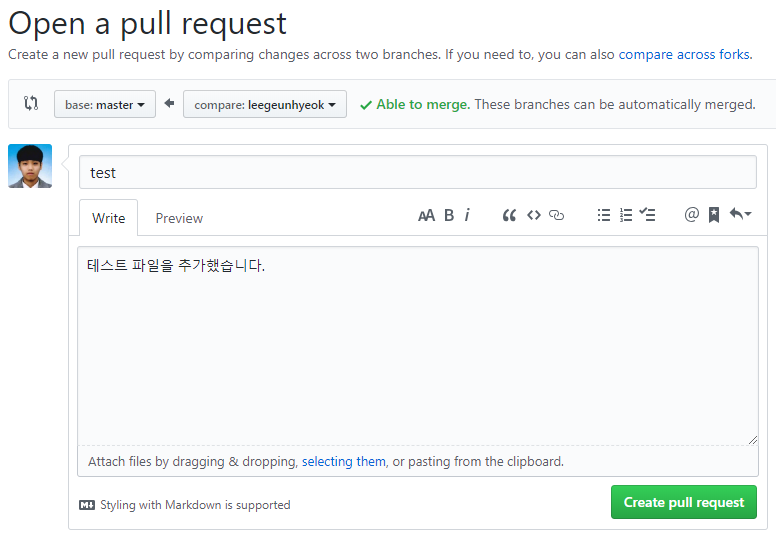 Open a pull request
Create a new pull request by comparing changes across two branches. If you need to, you can also compare across forks.
base: master compare: leegeunhyeok Able to merge. These branches can be automatically merged.
test
Write Preview AA B i @
테스트 파일을 추가했습니다.
Attach files by dragging & dropping, selecting them, or pasting from the clipboard.
Styling with Markdown is supported Create pull request